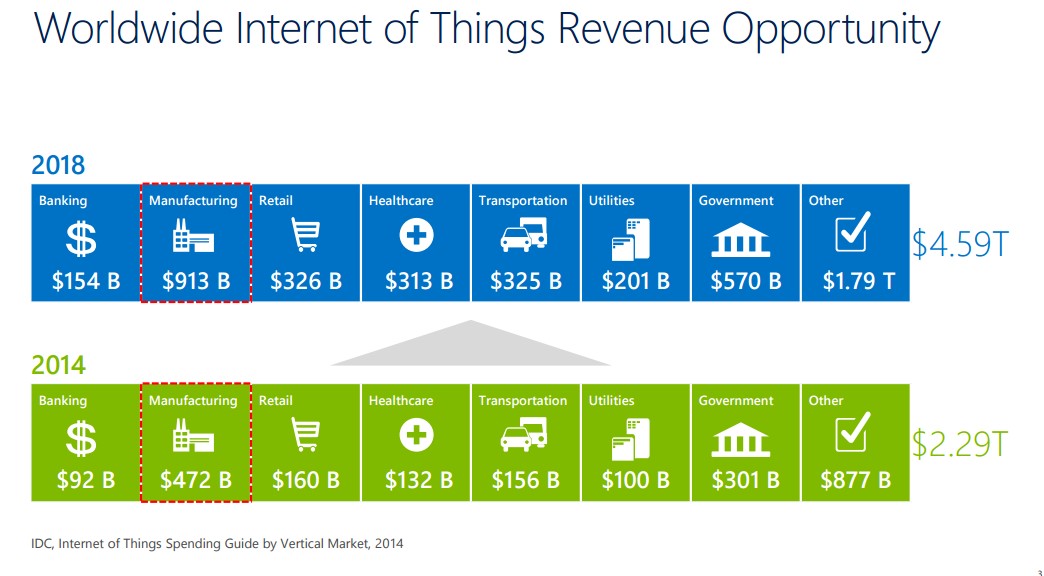 Worldwide Internet of Things Revenue Opportunity
2018
Banking Manufacturing Retail Healthcare Transportation Utilities Government Other
$
$154 B $913 B $326 B $313 B $325 B $201 B $570 B $1.79 T
$4.59T
2014
Banking Manufacturing Retail Healthcare Transportation Utilities Government Other
$
$92 B $472 B $160 B $132 B $156 B $100 B $301 B $877 B
$2.29T
IDC, Internet of Things Spending Guide by Vertical Market, 2014
3